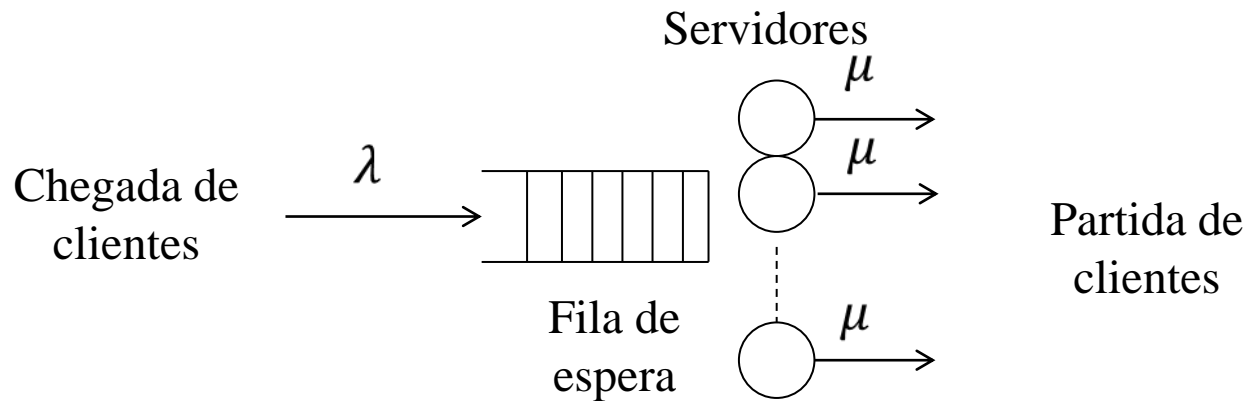 Servidores
μ
μ
λ
Chegada de
clientes
Partida de
clientes
Fila de
espera
μ